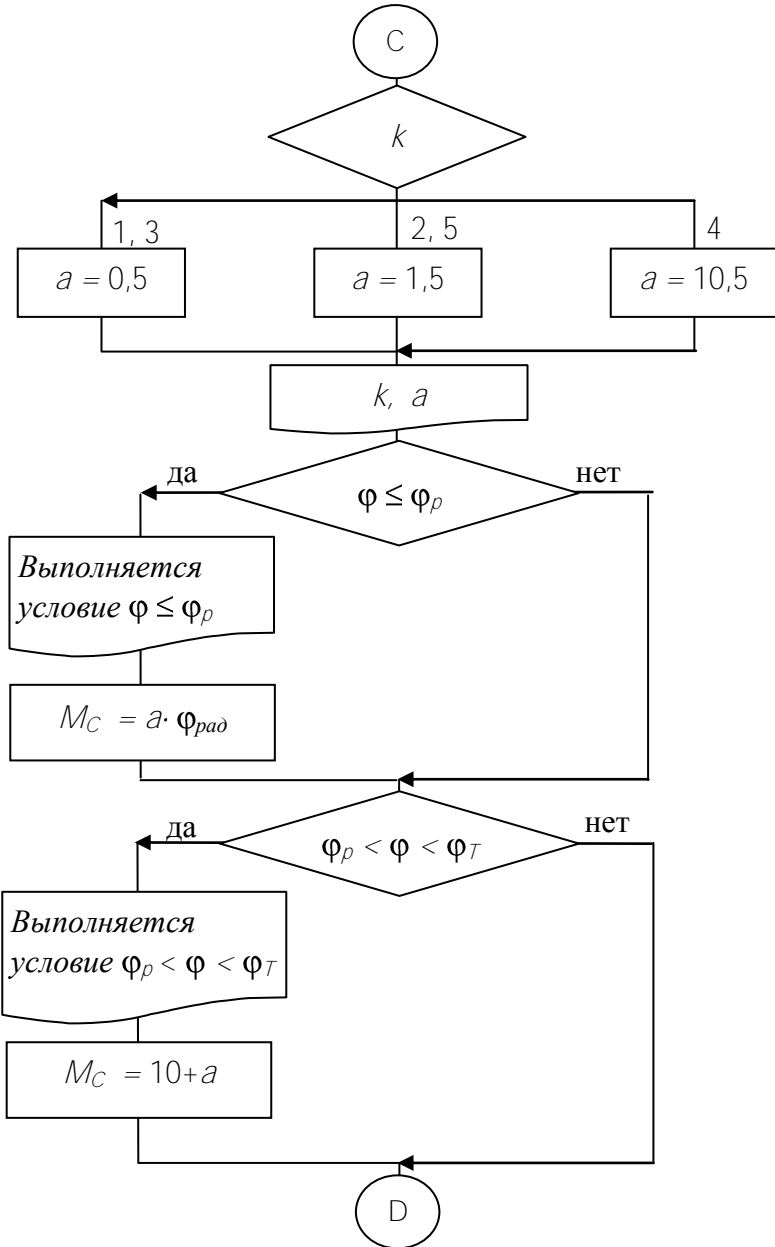 C
k
1, 3
2, 5
4
a = 0,5
a = 1,5
a = 10,5
k, a
да
нет
φ ≤ φp
Выполняется
условие φ ≤ φp
MC = a· φрад
да
нет
φp < φ < φT
Выполняется
условие φp < φ < φT
MC = 10+a
D